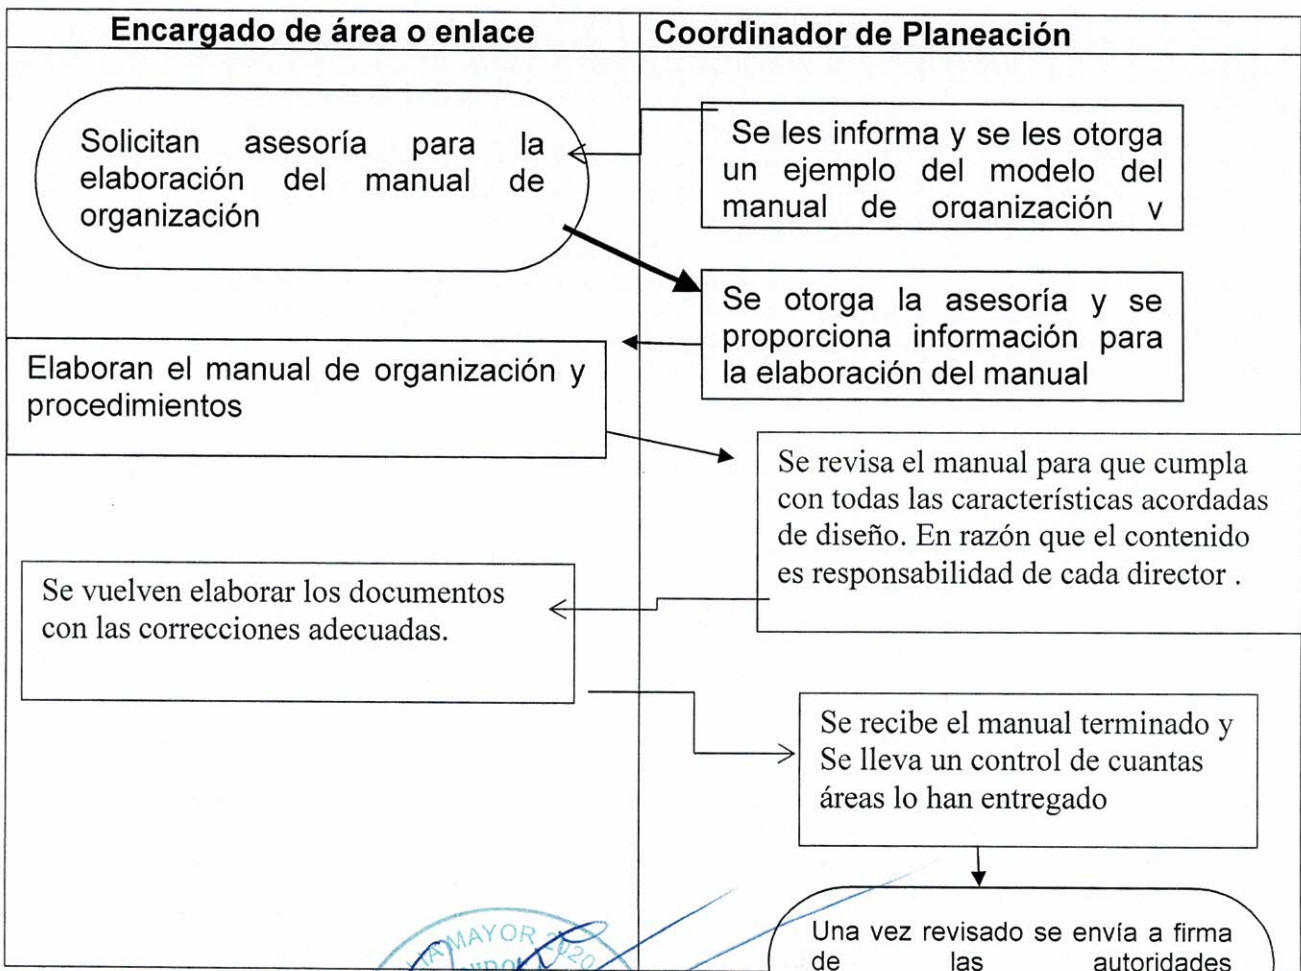 Encargado de área o enlace
Coordinador de Planeación
Se les informa y se les otorga
un ejemplo del modelo del
manual de organización y
Solicitan asesoría para la
elaboración del manual de
organización
Se otorga la asesoría y se
proporciona información para
la elaboración del manual
Elaboran el manual de organización y
procedimientos
Se revisa el manual para que cumpla
con todas las características acordadas
de diseño. En razón que el contenido
es responsabilidad de cada director .
Se vuelven elaborar los documentos
con las correcciones adecuadas.
Se recibe el manual terminado y
Se lleva un control de cuantas
áreas lo han entregado
Una vez revisado se envía a firma
de las autoridades
MAYOR 2020